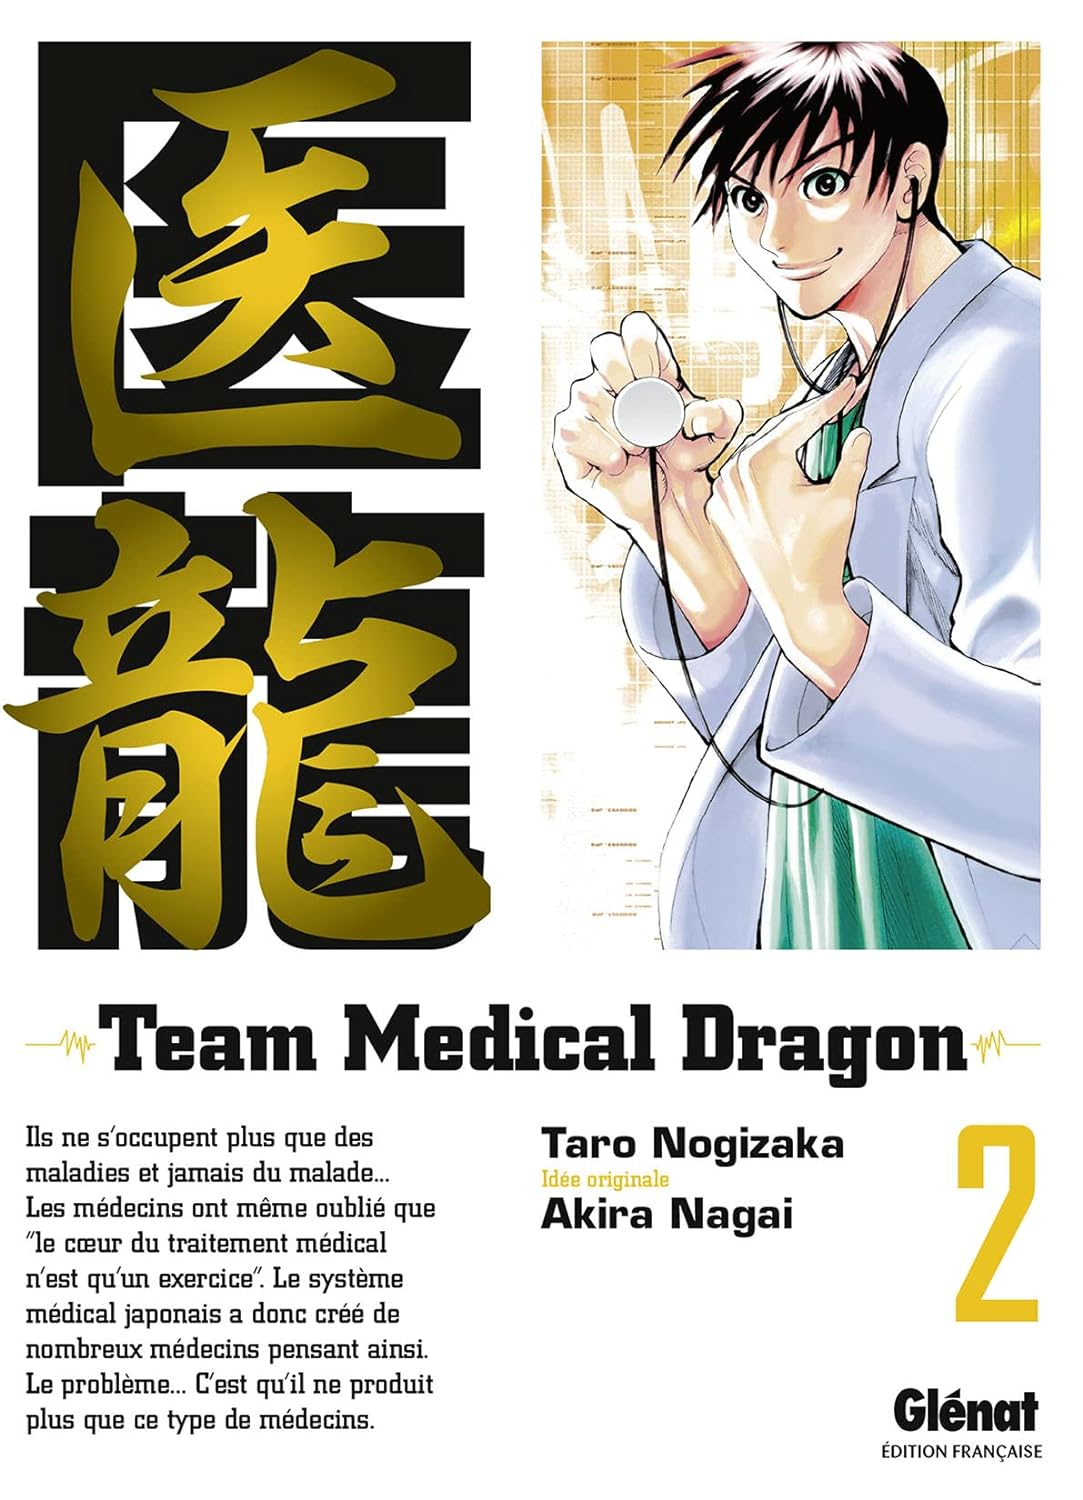 医
龍
Team Medical Dragon
Ils ne s'occupent plus que des
maladies et jamais du malade...
Les médecins ont même oublié que
"le cœur du traitement médical
n'est qu'un exercice". Le système
médical japonais a donc créé de
nombreux médecins pensant ainsi.
Le problème... C'est qu'il ne produit
plus que ce type de médecins.
Taro Nogizaka
Idée originale
Akira Nagai
2
Glénat
ÉDITION FRANÇAISE